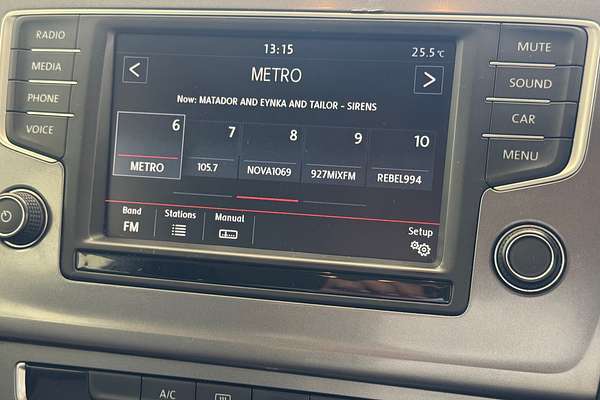 RADIO
MEDIA
PHONE
VOICE
13:15
25.5 °C
METRO
Now: MATADOR AND EYNKA AND TAILOR - SIRENS
6
METRO
7
105.7
8
NOVA1069
9
927MIXFM
10
REBEL994
Band
FM
Stations
Manual
Setup
MUTE
SOUND
CAR
MENU
A/C